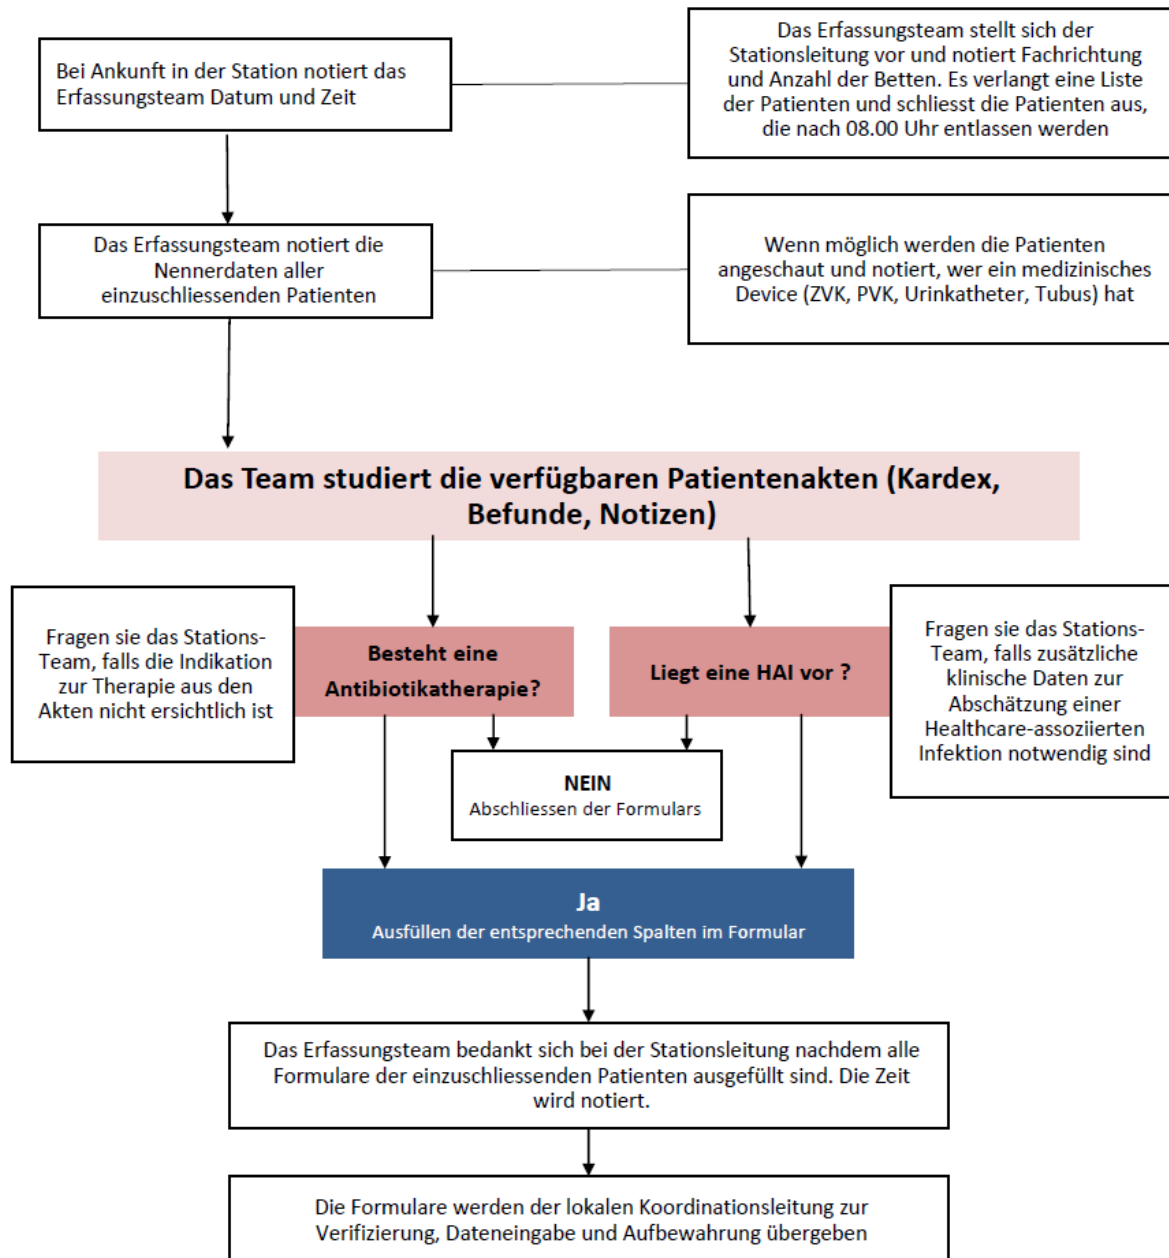 Bei Ankunft in der Station notiert das
Erfassungsteam Datum und Zeit
Das Erfassungsteam stellt sich der
Stationsleitung vor und notiert Fachrichtung
und Anzahl der Betten. Es verlangt eine Liste
der Patienten und schliesst die Patienten aus,
die nach 08.00 Uhr entlassen werden
Das Erfassungsteam notiert die
Nennerdaten aller
einzuschliessenden Patienten
Wenn möglich werden die Patienten
angeschaut und notiert, wer ein medizinisches
Device (ZVK, PVK, Urinkatheter, Tubus) hat
Das Team studiert die verfügbaren Patientenakten (Kardex,
Befunde, Notizen)
Fragen sie das Stations-
Team, falls die Indikation
zur Therapie aus den
Akten nicht ersichtlich ist
Besteht eine
Antibiotikatherapie?
Liegt eine HAI vor ?
Fragen sie das Stations-
Team, falls zusätzliche
klinische Daten zur
Abschätzung einer
Healthcare-assoziierten
Infektion notwendig sind
NEIN
Abschliessen der Formulars
Ja
Ausfüllen der entsprechenden Spalten im Formular
Das Erfassungsteam bedankt sich bei der Stationsleitung nachdem alle
Formulare der einzuschliessenden Patienten ausgefüllt sind. Die Zeit
wird notiert.
Die Formulare werden der lokalen Koordinationsleitung zur
Verifizierung, Dateneingabe und Aufbewahrung übergeben